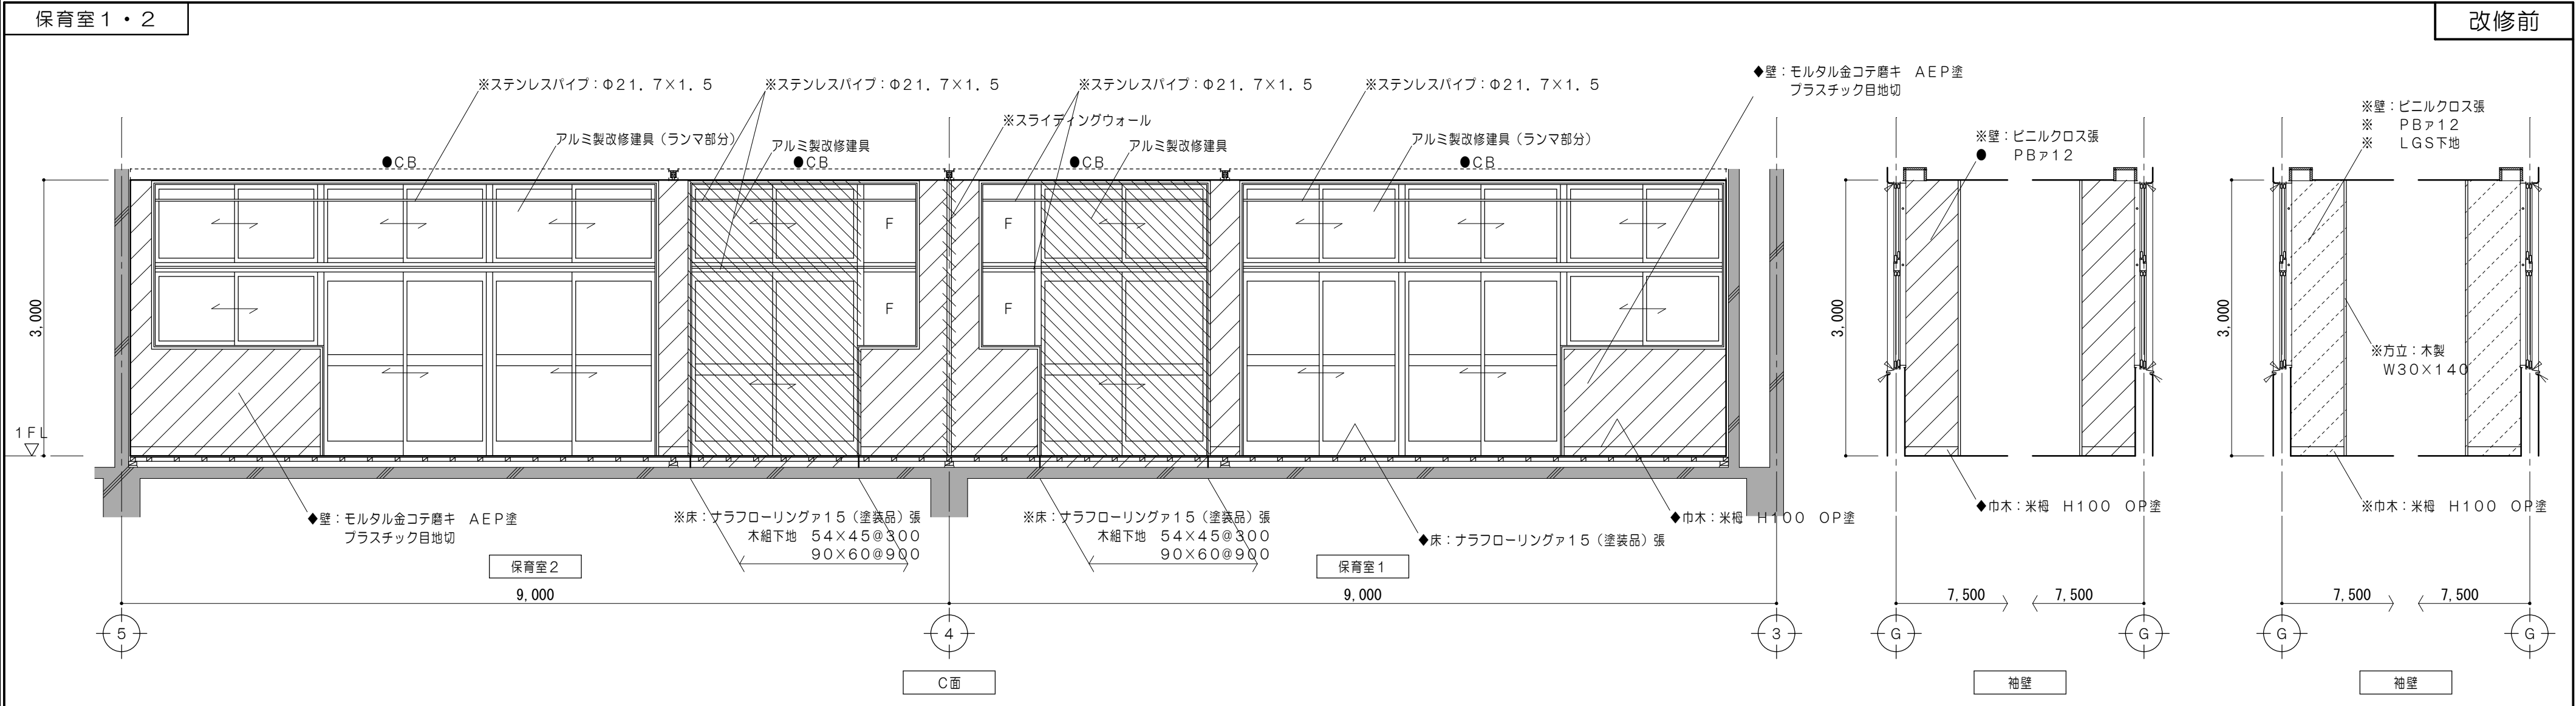 保育室１・２
改修前
※ステンレスパイプ：Φ２１．７×１．５
※ステンレスパイプ：Φ２１．７×１．５
※ステンレスパイプ：Φ２１．７×１．５
※ステンレスパイプ：Φ２１．７×１．５
◆壁：モルタル金コテ磨キ　ＡＥＰ塗
プラスチック目地切
※スライディングウォール
アルミ製改修建具（ランマ部分）
アルミ製改修建具
アルミ製改修建具
アルミ製改修建具（ランマ部分）
●ＣＢ
●ＣＢ
●ＣＢ
●ＣＢ
※壁：ビニルクロス張
●　ＰＢァ１２
※壁：ビニルクロス張
※　ＰＢァ１２
※　ＬＧＳ下地
Ｆ
Ｆ
Ｆ
Ｆ
3,000
１ＦＬ
3,000
3,000
※方立：木製
Ｗ３０×１４０
◆壁：モルタル金コテ磨キ　ＡＥＰ塗
プラスチック目地切
※床：ナラフローリングァ１５（塗装品）張
木組下地　５４×４５＠３００
９０×６０＠９００
※床：ナラフローリングァ１５（塗装品）張
木組下地　５４×４５＠３００
９０×６０＠９００
◆床：ナラフローリングァ１５（塗装品）張
◆巾木：米栂　Ｈ１００　ＯＰ塗
◆巾木：米栂　Ｈ１００　ＯＰ塗
※巾木：米栂　Ｈ１００　ＯＰ塗
保育室２
保育室１
9,000
9,000
7,500
7,500
7,500
7,500
５
４
３
Ｇ
Ｇ
Ｇ
Ｇ
Ｃ面
袖壁
袖壁